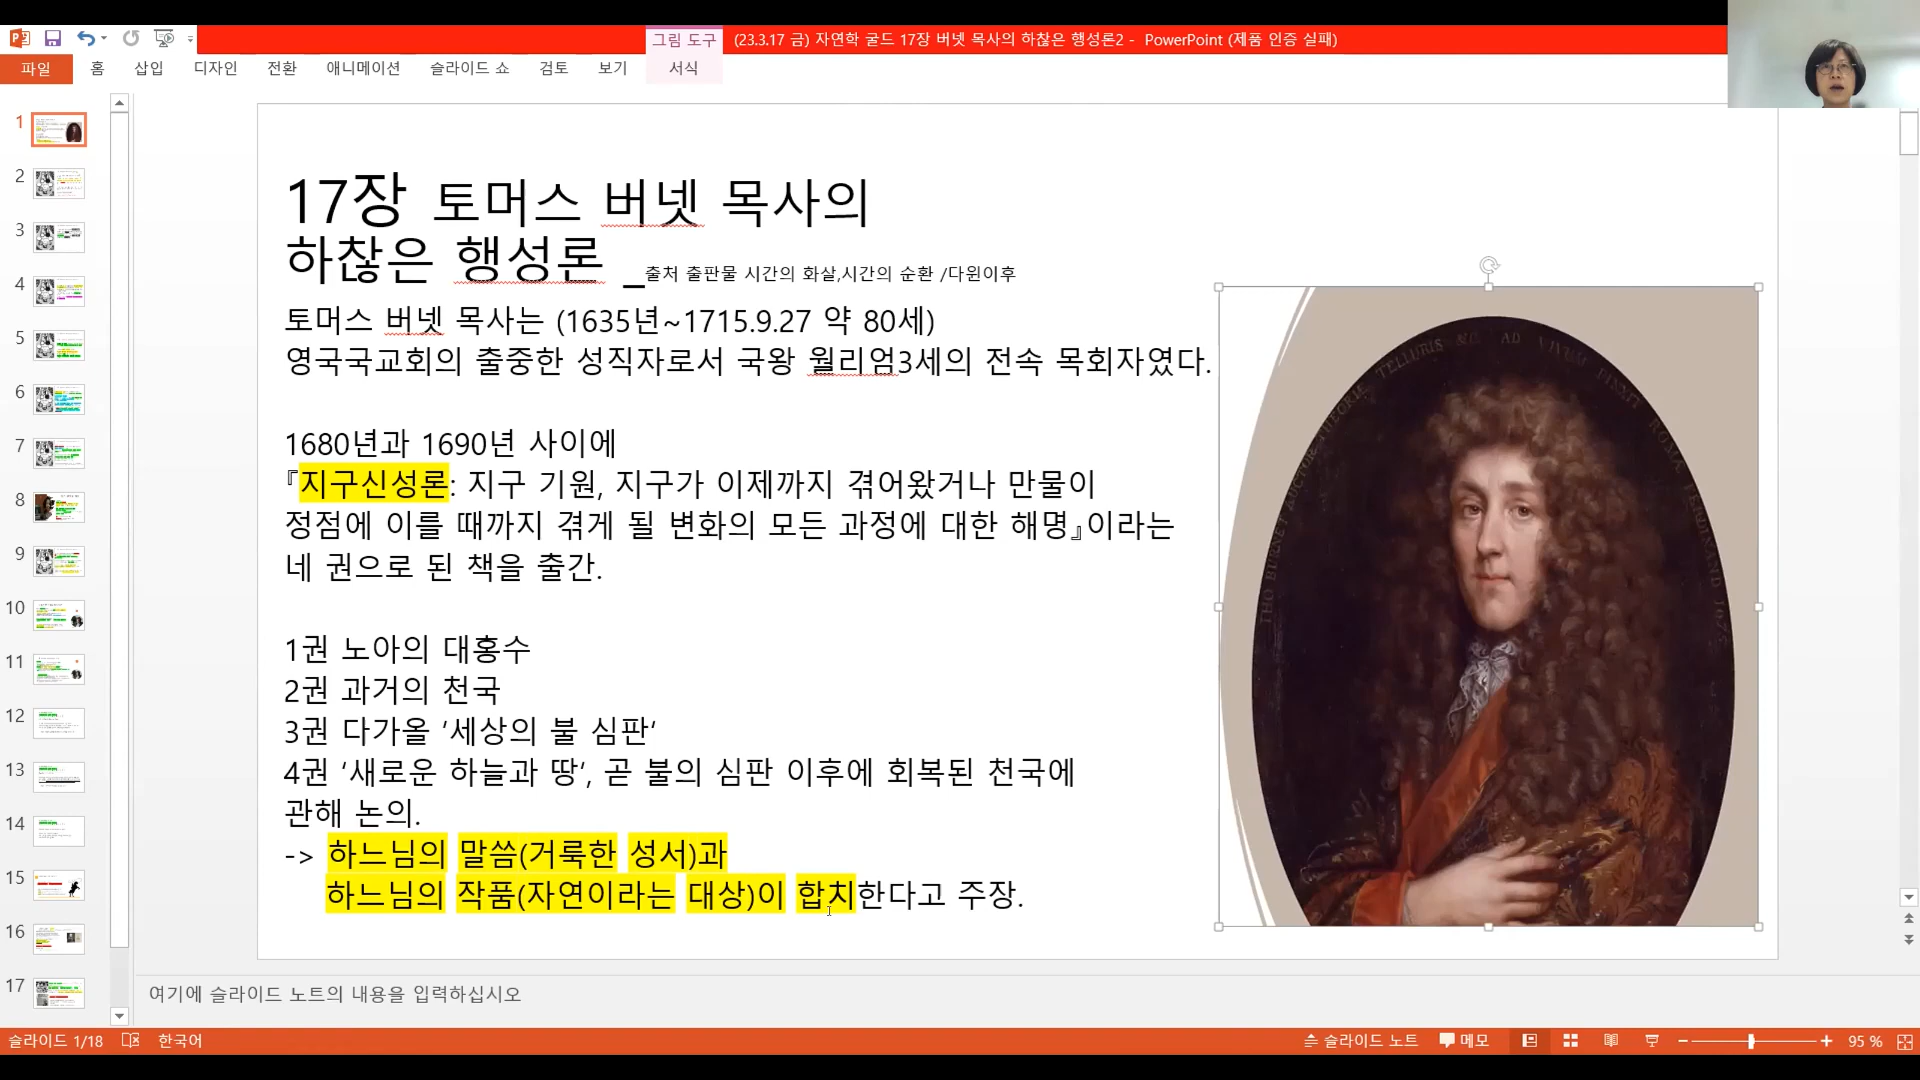 그림 도구
(23.3.17 금) 자연학 굴드 17장 버넷 목사의 하찮은 행성론2 - PowerPoint (제품 인증 실패)
파일 홈 삽입 디자인 전환 애니메이션 슬라이드 쇼 검토 보기 서식
1
2
3
4
5
6
7
8
9
10
11
12
13
14
15
16
17
17장 토머스 버넷 목사의
하찮은 행성론 _출처 출판물 시간의 화살,시간의 순환 /다윈이후
토머스 버넷 목사는 (1635년~1715.9.27 약 80세)
영국국교회의 출중한 성직자로서 국왕 월리엄3세의 전속 목회자였다.
1680년과 1690년 사이에
『지구신성론: 지구 기원, 지구가 이제까지 겪어왔거나 만물이
정점에 이를 때까지 겪게 될 변화의 모든 과정에 대한 해명』이라는
네 권으로 된 책을 출간.
1권 노아의 대홍수
2권 과거의 천국
3권 다가올 ‘세상의 불 심판‘
4권 ‘새로운 하늘과 땅‘, 곧 불의 심판 이후에 회복된 천국에
관해 논의.
-> 하느님의 말씀(거룩한 성서)과
하느님의 작품(자연이라는 대상)이 합치한다고 주장.
여기에 슬라이드 노트의 내용을 입력하십시오
슬라이드 1/18 한국어 슬라이드 노트 메모 95 %